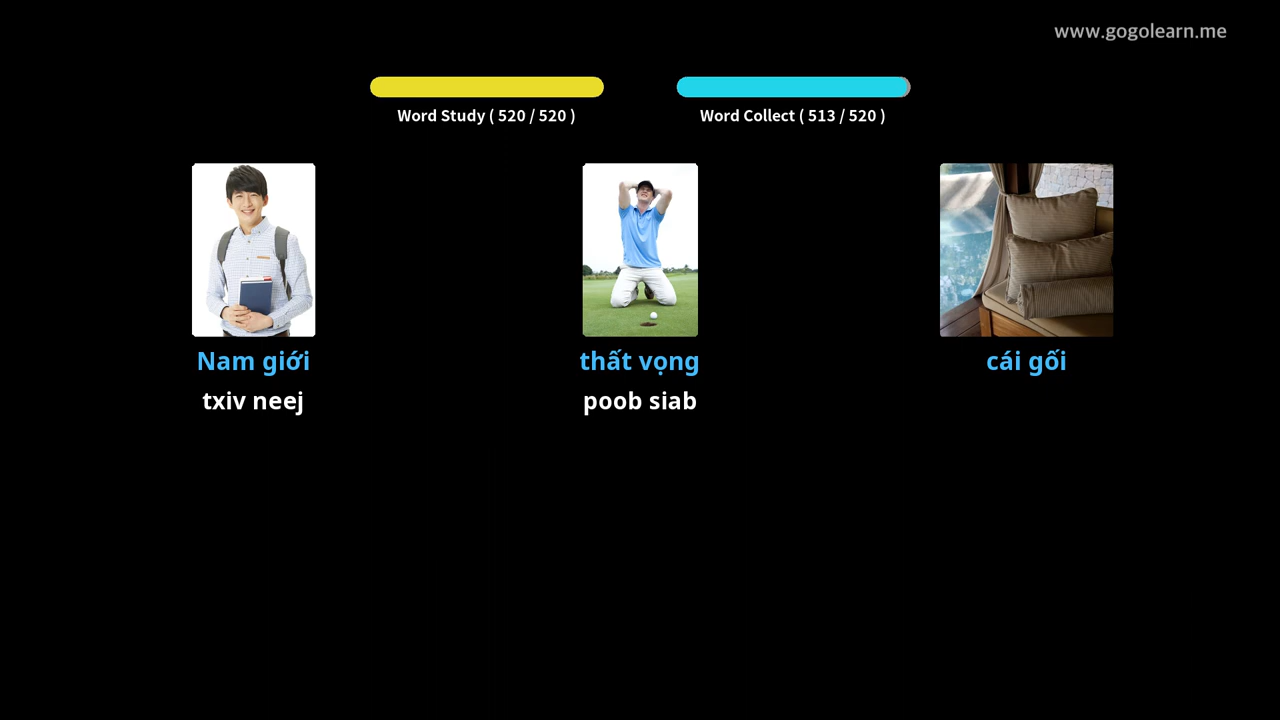 www.gogolearn.me
Word Study ( 520 / 520 )
Word Collect ( 513 / 520 )
Nam giới
txiv neej
thất vọng
poob siab
cái gối